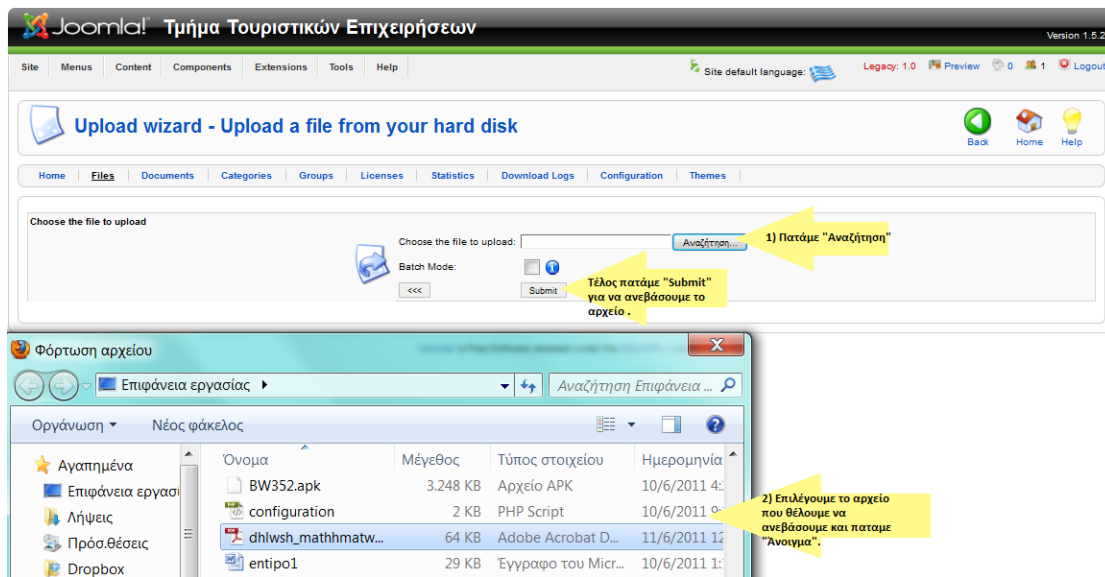 Joomla! Τμήμα Τουριστικών Επιχειρήσεων
Version 1.5.2
Site Menus Content Components Extensions Tools Help Site default language: Legacy: 1.0 Preview 0 1 Logout
Upload wizard - Upload a file from your hard disk
Back Home Help
Home Files Documents Categories Groups Licenses Statistics Download Logs Configuration Themes
Choose the file to upload
Choose the file to upload: Αναζήτηση...
1) Πατάμε "Αναζήτηση"
Batch Mode:
<<< Submit
Τέλος πατάμε "Submit"
για να ανεβάσουμε το
αρχείο .
Φόρτωση αρχείου
Επιφάνεια εργασίας
Αναζήτηση Επιφάνεια ...
Οργάνωση Νέος φάκελος
Αγαπημένα
Επιφάνεια εργασ
Λήψεις
Πρόσ.θέσεις
Dropbox
Όνομα Μέγεθος Τύπος στοιχείου Ημερομηνία
BW352.apk 3.248 KB Αρχείο APK 10/6/2011 4:
configuration 2 KB PHP Script 10/6/2011 9:
dhlwsh_mathhmatw... 64 KB Adobe Acrobat D... 11/6/2011 12
entipo1 29 KB Έγγραφο του Micr... 10/6/2011 1:
2) Επιλέγουμε το αρχείο
που θέλουμε να
ανεβάσουμε και παταμε
"Άνοιγμα".